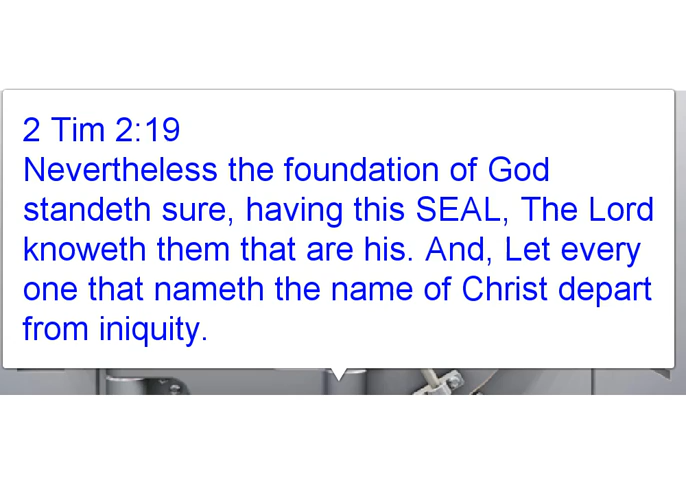 2 Tim 2:19
Nevertheless the foundation of God
standeth sure, having this SEAL, The Lord
knoweth them that are his. And, Let every
one that nameth the name of Christ depart
from iniquity.